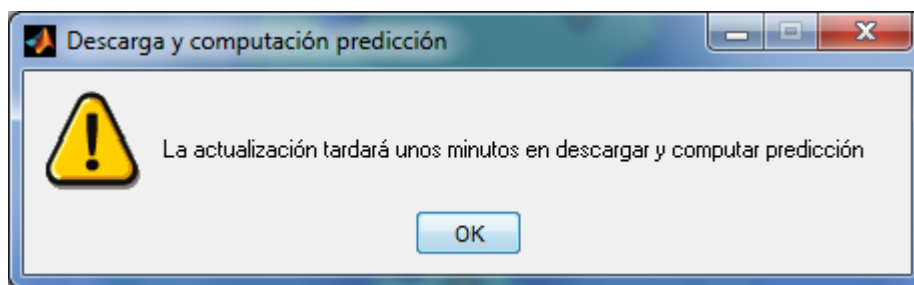 Descarga y computación predicción
La actualización tardará unos minutos en descargar y computar predicción
OK